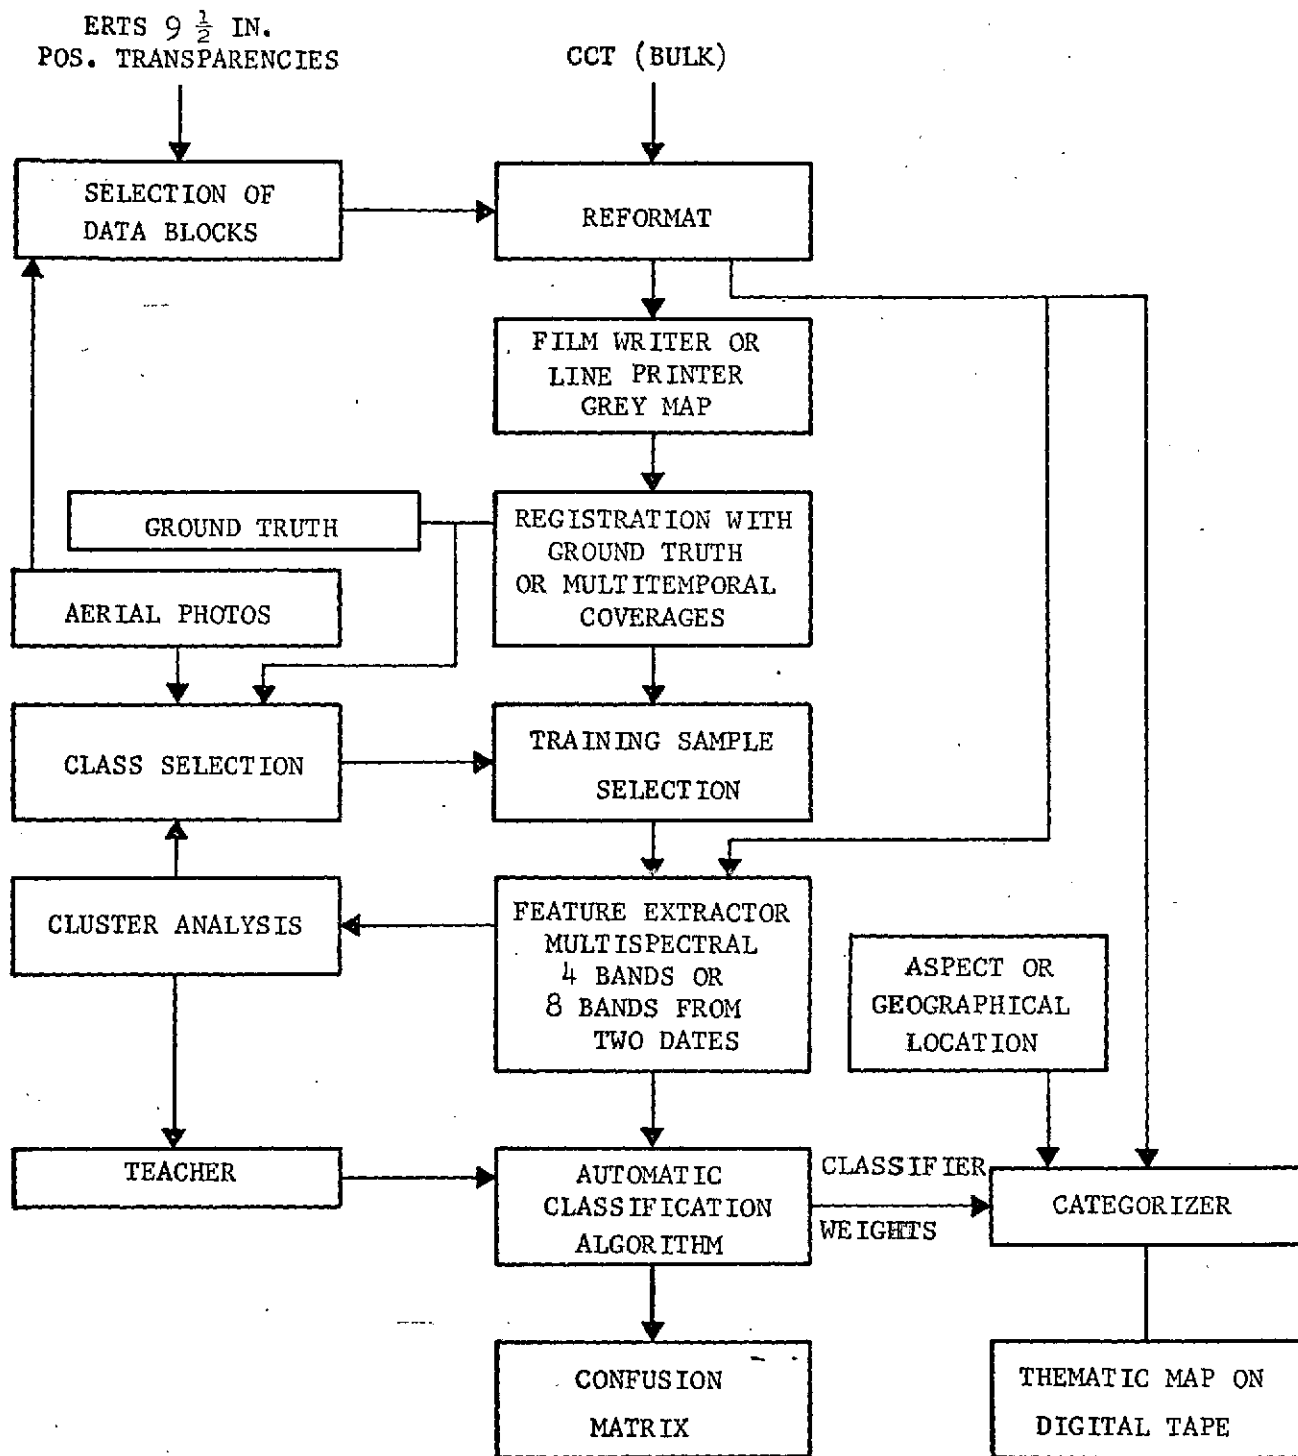 ERTS 9 1/2 IN.
POS. TRANSPARENCIES
CCT (BULK)
SELECTION OF
DATA BLOCKS
REFORMAT
FILM WRITER OR
LINE PRINTER
GREY MAP
GROUND TRUTH
REGISTRATION WITH
GROUND TRUTH
OR MULTITEMPORAL
COVERAGES
AERIAL PHOTOS
CLASS SELECTION
TRAINING SAMPLE
SELECTION
CLUSTER ANALYSIS
FEATURE EXTRACTOR
MULTISPECTRAL
4 BANDS OR
8 BANDS FROM
TWO DATES
ASPECT OR
GEOGRAPHICAL
LOCATION
TEACHER
AUTOMATIC
CLASSIFICATION
ALGORITHM
CLASSIFIER
WEIGHTS
CATEGORIZER
CONFUSION
MATRIX
THEMATIC MAP ON
DIGITAL TAPE